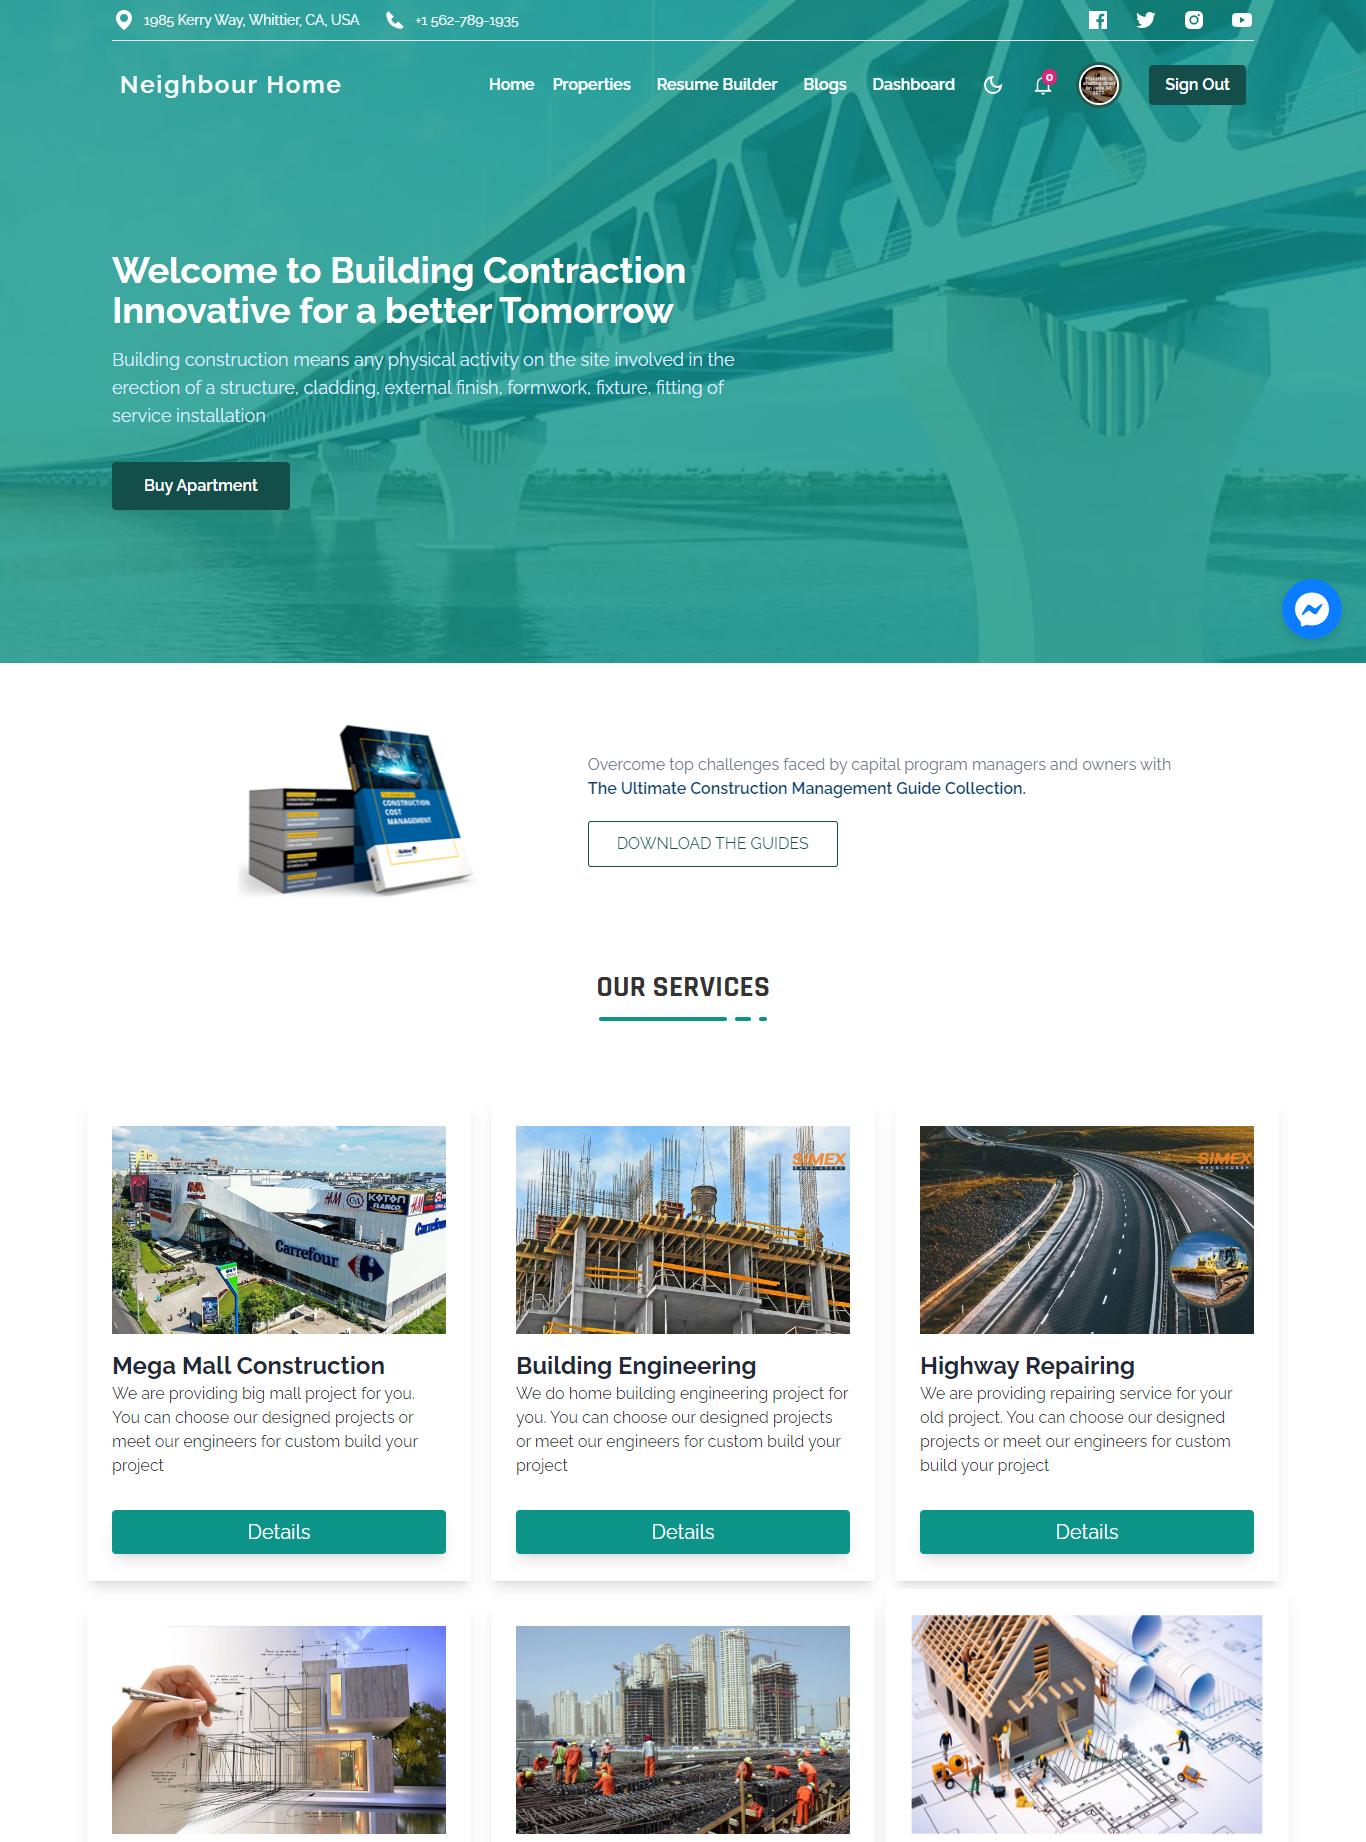 1985 Kerry Way, Whittier, CA, USA
+1 562-789-1935
Neighbour Home
Home
Properties
Resume Builder
Blogs
Dashboard
0
Sign Out
Welcome to Building Contraction
Innovative for a better Tomorrow
Building construction means any physical activity on the site involved in the
erection of a structure, cladding, external finish, formwork, fixture, fitting of
service installation
Buy Apartment
CONSTRUCTION
COST
MANAGEMENT
Overcome top challenges faced by capital program managers and owners with
The Ultimate Construction Management Guide Collection.
DOWNLOAD THE GUIDES
OUR SERVICES
H&M
KOTON
FLANCO
Carrefour
SIMEX
BANGLADESH
SIMEX
BANGLADESH
Mega Mall Construction
We are providing big mall project for you.
You can choose our designed projects or
meet our engineers for custom build your
project
Details
Building Engineering
We do home building engineering project for
you. You can choose our designed projects
or meet our engineers for custom build your
project
Details
Highway Repairing
We are providing repairing service for your
old project. You can choose our designed
projects or meet our engineers for custom
build your project
Details